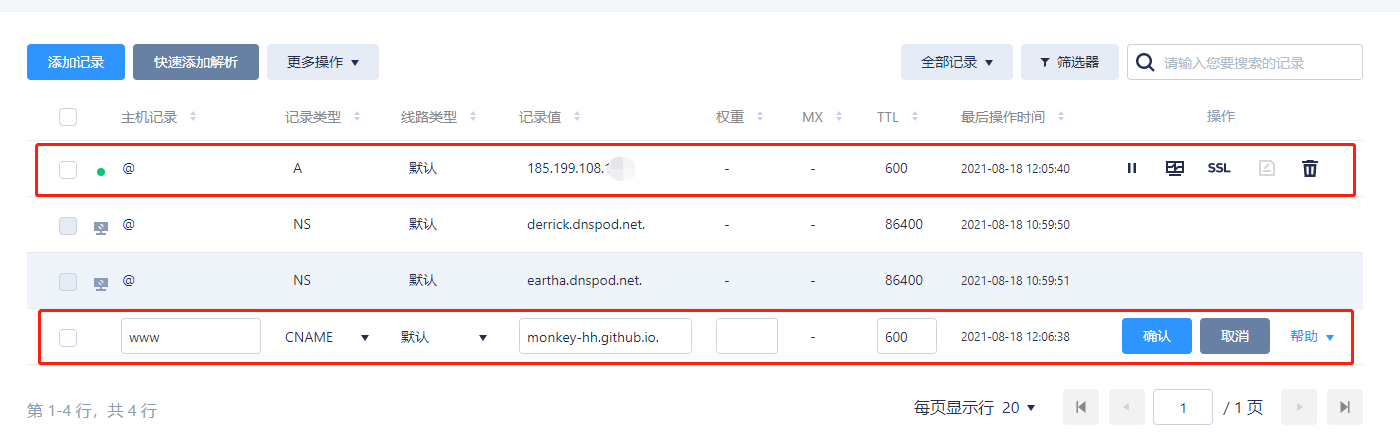 添加记录 快速添加解析 更多操作 全部记录 筛选器 请输入您要搜索的记录
主机记录 记录类型 线路类型 记录值 权重 MX TTL 最后操作时间 操作
@ A 默认 185.199.108. - - 600 2021-08-18 12:05:40 SSL
@ NS 默认 derrick.dnspod.net. - - 86400 2021-08-18 10:59:50
@ NS 默认 eartha.dnspod.net. - - 86400 2021-08-18 10:59:51
www CNAME 默认 monkey-hh.github.io. - 600 2021-08-18 12:06:38 确认 取消 帮助
第 1-4 行，共 4 行 每页显示行 20 1 / 1 页